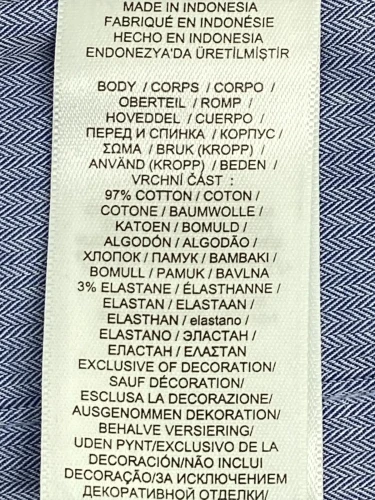 MADE IN INDONESIA
FABRIQUÉ EN INDONÉSIE
HECHO EN INDONESIA
ENDONEZYA'DA ÜRETİLMİŞTİR
BODY / CORPS / CORPO /
OBERTEIL / ROMP /
HOVEDDEL / CUERPO /
ПЕРЕД И СПИНКА / КОРПУС /
ΣΩΜΑ / BRUK (KROPP) /
ANVÄND (KROPP) / BEDEN /
VRCHNÍ ČÁST :
97% COTTON / COTON /
COTONE / BAUMWOLLE /
KATOEN / BOMULD /
ALGODÓN / ALGODÃO /
ХЛОПОК / ПАМУК / ΒΑΜΒΑΚΙ /
BOMULL / PAMUK / BAVLNA
3% ELASTANE / ÉLASTHANNE /
ELASTAN / ELASTAAN /
ELASTHAN / elastano /
ELASTANO / ЭЛАСТАН /
ЕЛАСТАН / ΕΛΑΣΤΑΝ
EXCLUSIVE OF DECORATION/
SAUF DÉCORATION/
ESCLUSA LA DECORAZIONE/
AUSGENOMMEN DEKORATION/
BEHALVE VERSIERING/
UDEN PYNT/EXCLUSIVO DE LA
DECORACIÓN/NÃO INCLUI
DECORAÇÃO/ЗА ИСКЛЮЧЕНИЕМ
ДЕКОРАТИВНОЙ ОТДЕЛКИ/